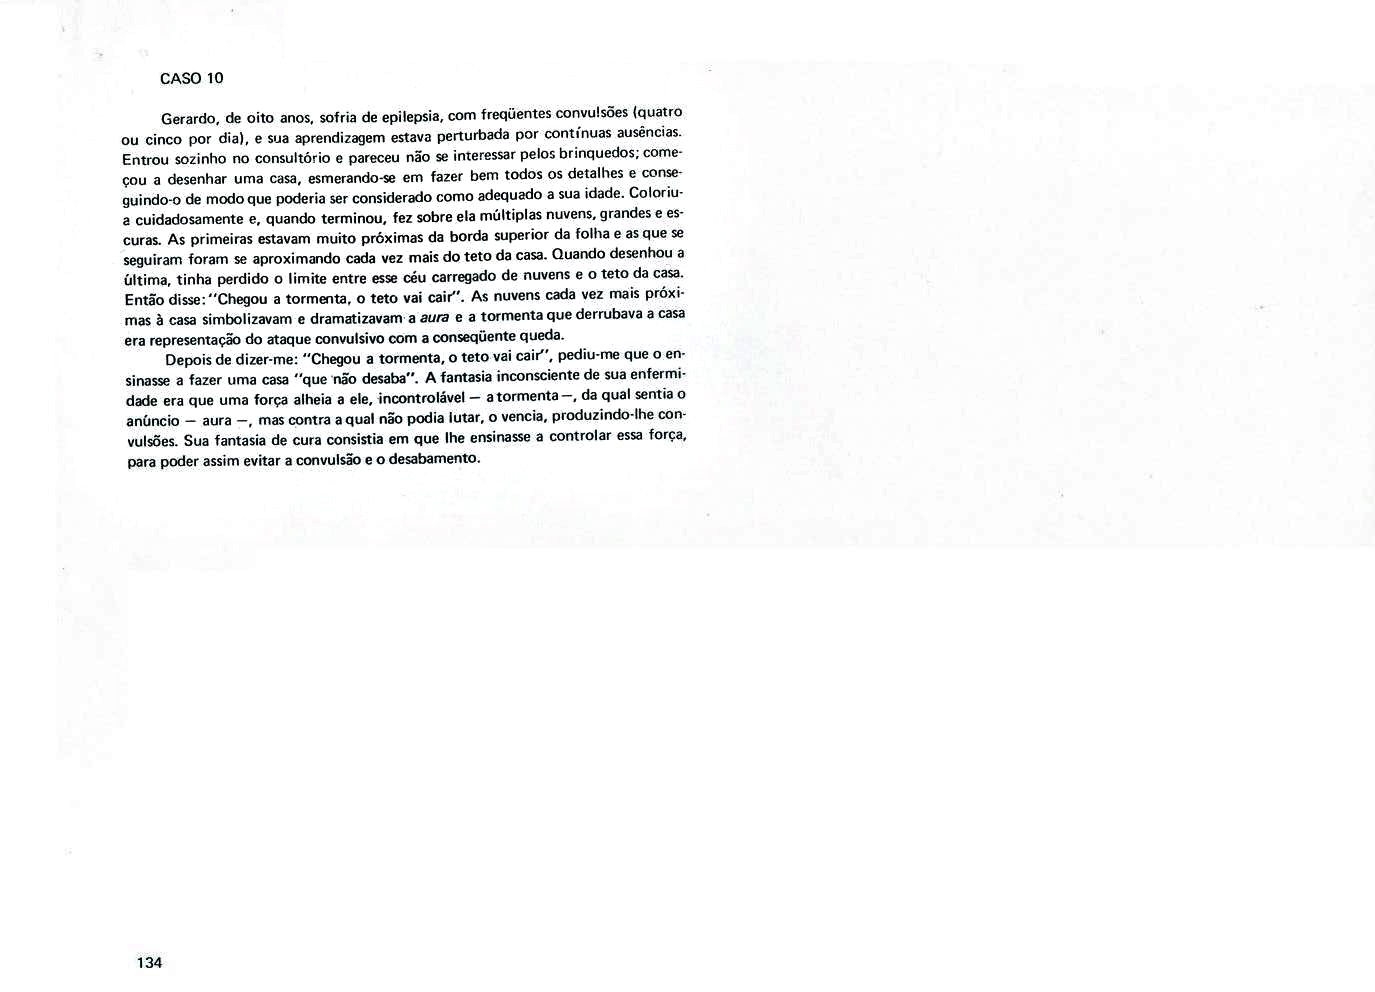 CASO 10
Gerardo, de oito anos, sofria de epilepsia, com freqüentes convulsões (quatro
ou cinco por dia), e sua aprendizagem estava perturbada por contínuas ausências.
Entrou sozinho no consultório e pareceu não se interessar pelos brinquedos; come-
çou a desenhar uma casa, esmerando-se em fazer bem todos os detalhes e conse-
guindo-o de modo que poderia ser considerado como adequado a sua idade. Coloriu-
a cuidadosamente e, quando terminou, fez sobre ela múltiplas nuvens, grandes e es-
curas. As primeiras estavam muito próximas da borda superior da folha e as que se
seguiram foram se aproximando cada vez mais do teto da casa. Quando desenhou a
última, tinha perdido o limite entre esse céu carregado de nuvens e o teto da casa.
Então disse: "Chegou a tormenta, o teto vai cair". As nuvens cada vez mais próxi-
mas à casa simbolizavam e dramatizavam a aura e a tormenta que derrubava a casa
era representação do ataque convulsivo com a conseqüente queda.
Depois de dizer-me: "Chegou a tormenta, o teto vai cair", pediu-me que o en-
sinasse a fazer uma casa "que não desaba". A fantasia inconsciente de sua enfermi-
dade era que uma força alheia a ele, incontrolável — a tormenta —, da qual sentia o
anúncio — aura —, mas contra a qual não podia lutar, o vencia, produzindo-lhe con-
vulsões. Sua fantasia de cura consistia em que lhe ensinasse a controlar essa força,
para poder assim evitar a convulsão e o desabamento.
134